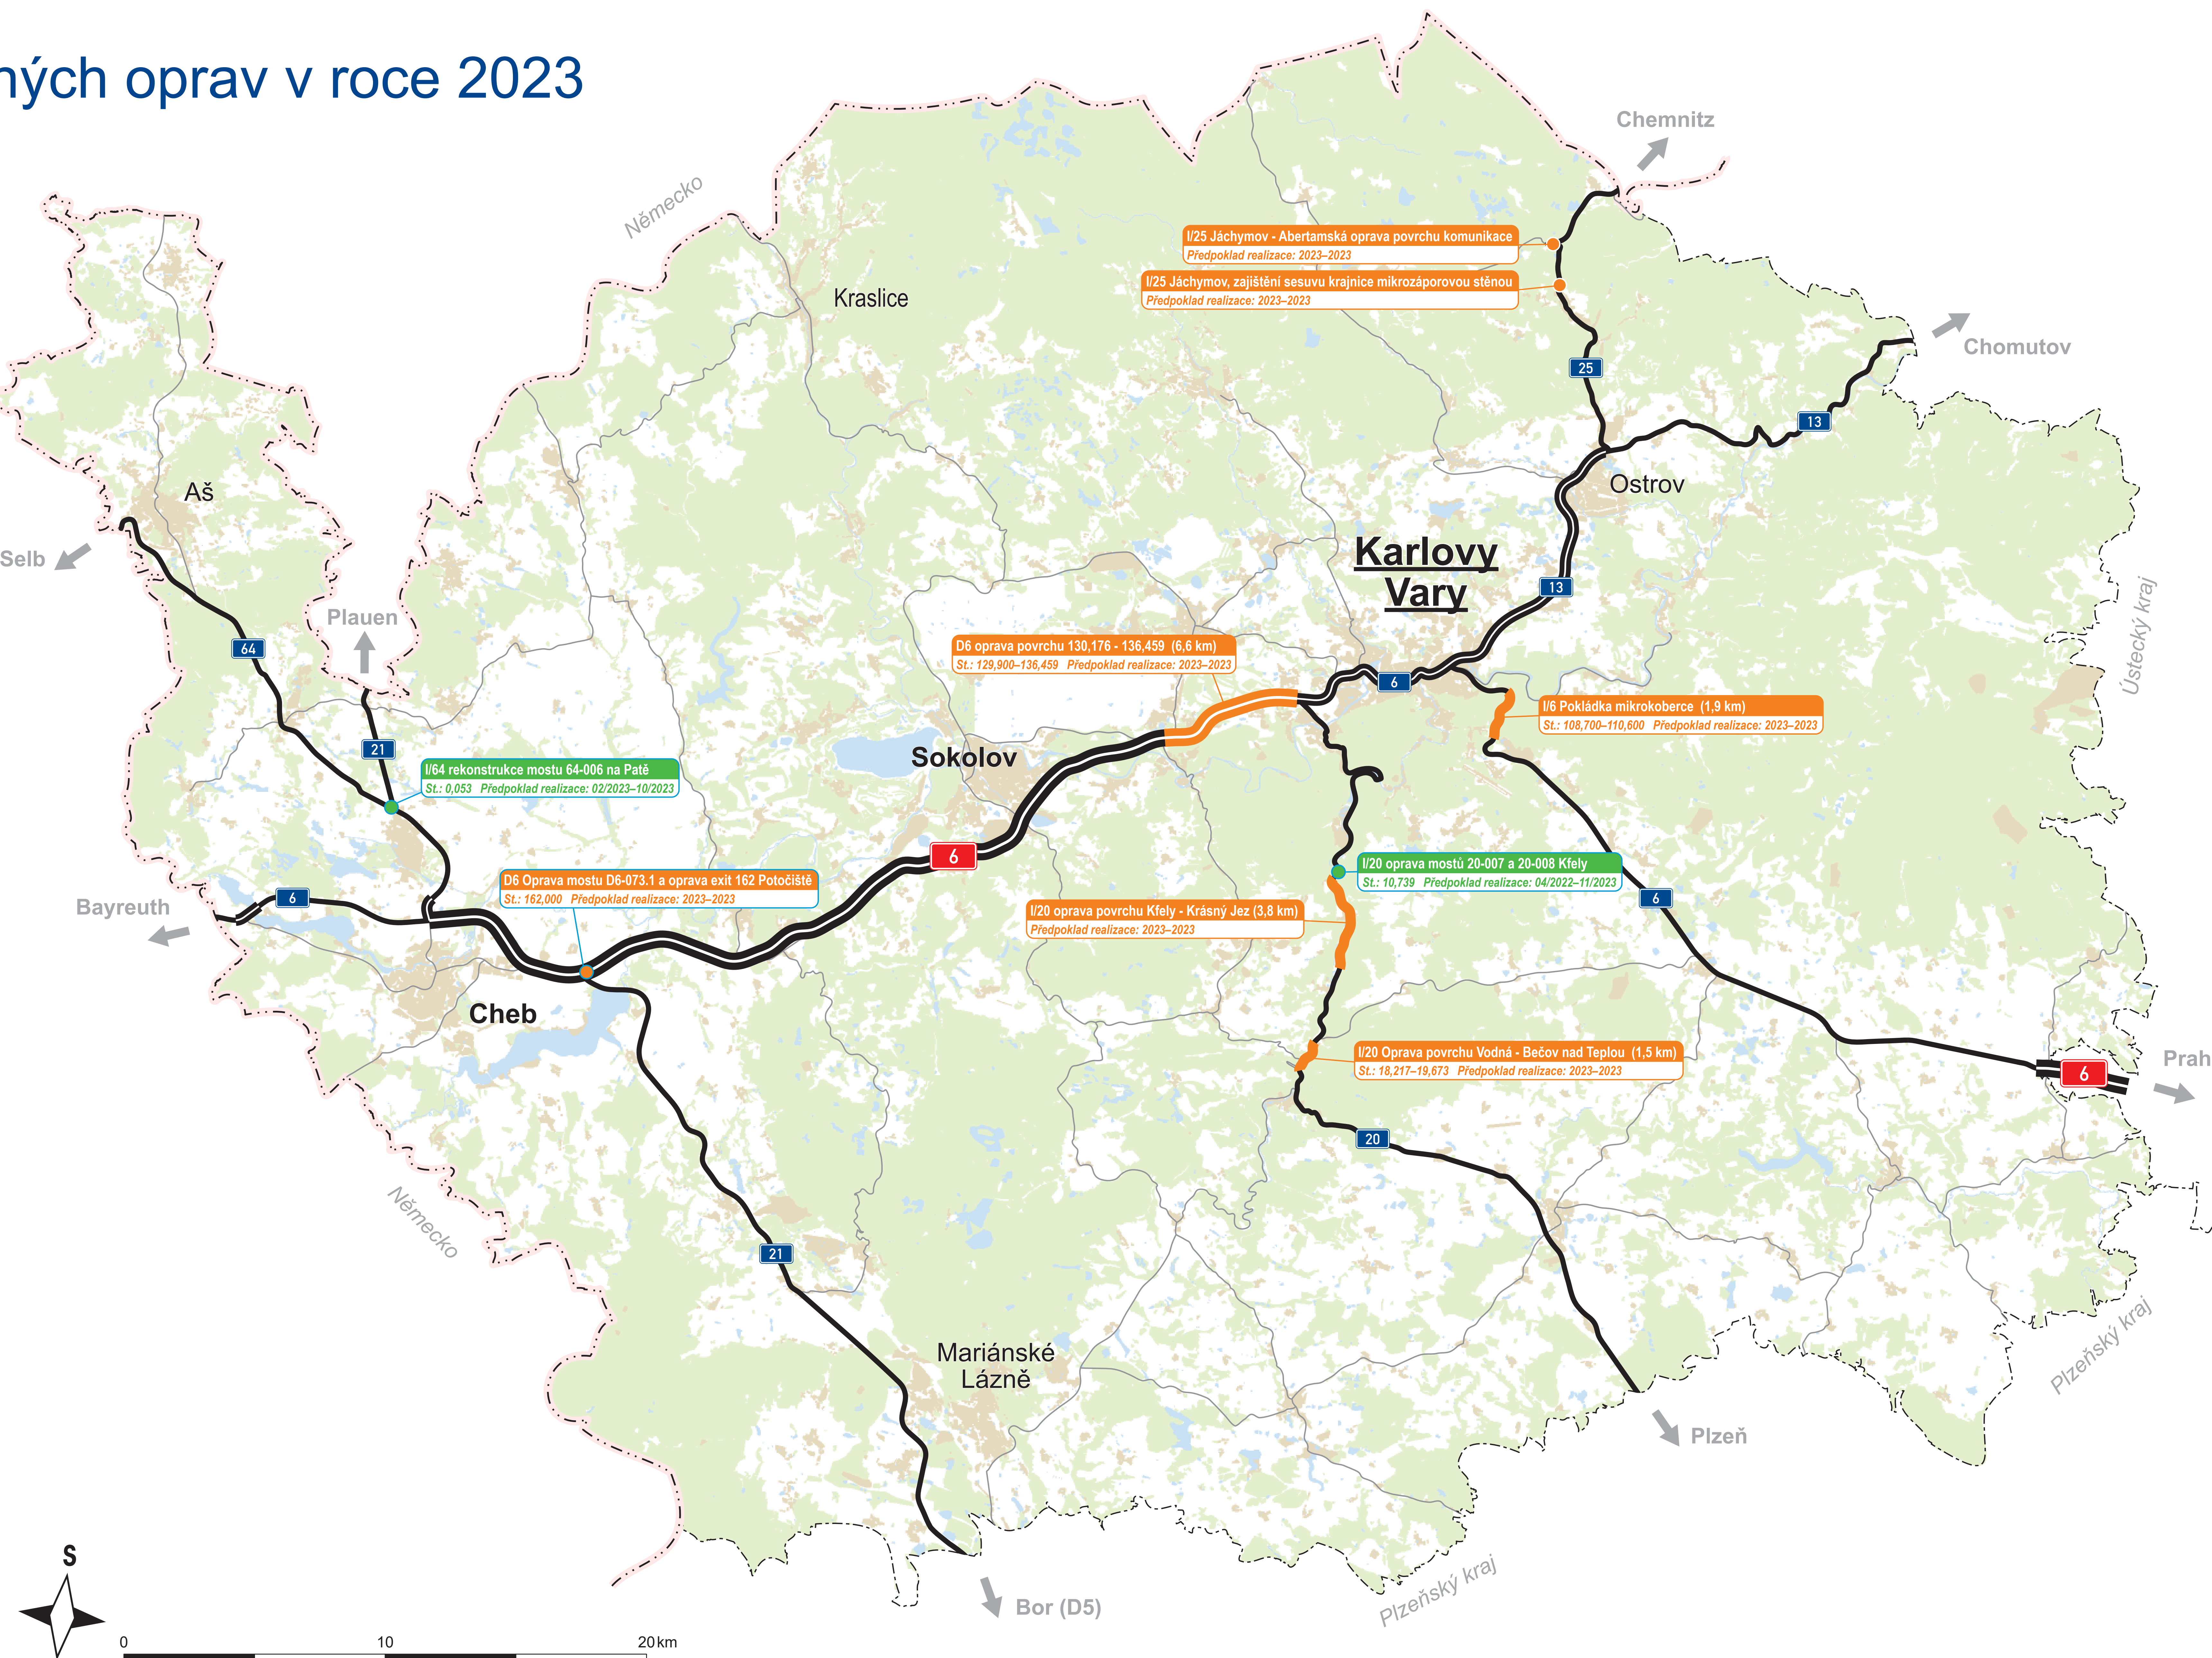 ných oprav v roce 2023
Chemnitz
Německo
I/25 Jáchymov - Abertamská oprava povrchu komunikace
Předpoklad realizace: 2023–2023
I/25 Jáchymov, zajištění sesuvu krajnice mikrozáporovou stěnou
Předpoklad realizace: 2023–2023
Kraslice
Chomutov
25
13
Aš
Ostrov
Selb
Karlovy
Vary
13
Ústecký kraj
Plauen
64
D6 oprava povrchu 130,176 - 136,459 (6,6 km)
St.: 129,900–136,459 Předpoklad realizace: 2023–2023
6
I/6 Pokládka mikrokoberce (1,9 km)
St.: 108,700–110,600 Předpoklad realizace: 2023–2023
21
Sokolov
I/64 rekonstrukce mostu 64-006 na Patě
St.: 0,053 Předpoklad realizace: 02/2023–10/2023
6
I/20 oprava mostů 20-007 a 20-008 Kfely
St.: 10,739 Předpoklad realizace: 04/2022–11/2023
D6 Oprava mostu D6-073.1 a oprava exit 162 Potočiště
St.: 162,000 Předpoklad realizace: 2023–2023
6
6
Bayreuth
I/20 oprava povrchu Kfely - Krásný Jez (3,8 km)
Předpoklad realizace: 2023–2023
Cheb
I/20 Oprava povrchu Vodná - Bečov nad Teplou (1,5 km)
St.: 18,217–19,673 Předpoklad realizace: 2023–2023
6
Prah
20
Německo
21
Mariánské
Lázně
Plzeňský kraj
Plzeň
S
Plzeňský kraj
Bor (D5)
0 10 20 km